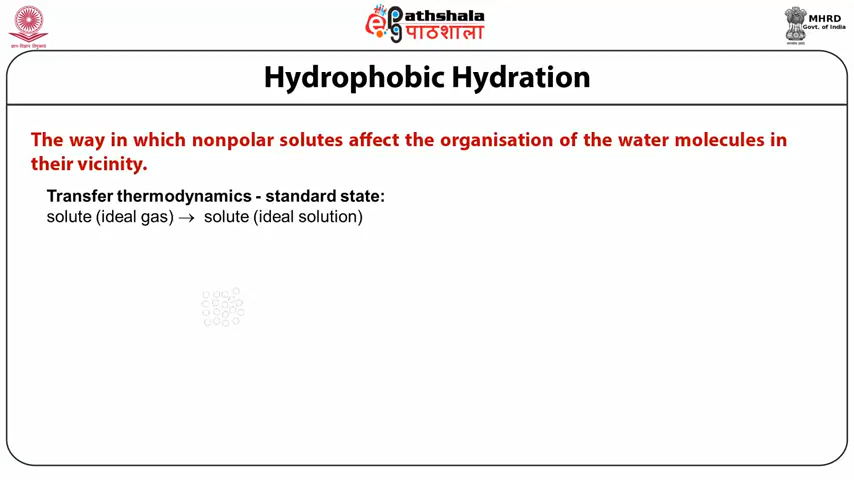 ePathshala
पाठशाला
MHRD
Govt. of India
Hydrophobic Hydration
The way in which nonpolar solutes affect the organisation of the water molecules in
their vicinity.
Transfer thermodynamics - standard state:
solute (ideal gas) → solute (ideal solution)